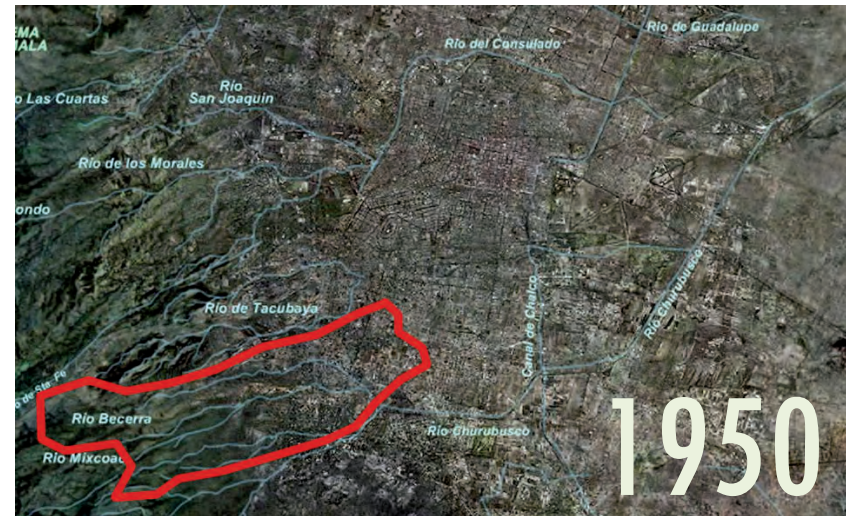 Río de Guadalupe
EMA
ALA
Río del Consulado
Río
San Joaquin
o Las Cuartas
Río de los Morales
ondo
Canal de Chalco
Río Churubusco
Río de Tacubaya
o de Sta. Fe
Río Becerra
Río Churubusco
Río Mixcoac
1950